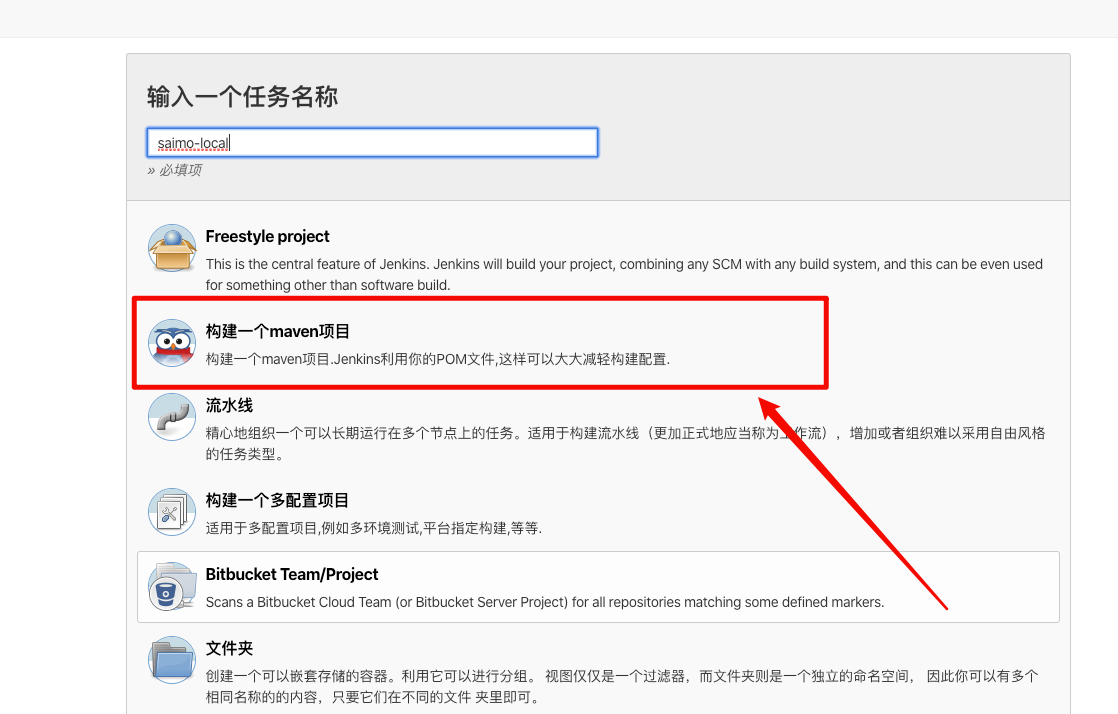 输入一个任务名称
saimo-local
» 必填项
Freestyle project
This is the central feature of Jenkins. Jenkins will build your project, combining any SCM with any build system, and this can be even used
for something other than software build.
构建一个maven项目
构建一个maven项目.Jenkins利用你的POM文件,这样可以大大减轻构建配置.
流水线
精心地组织一个可以长期运行在多个节点上的任务。适用于构建流水线（更加正式地应当称为工作流），增加或者组织难以采用自由风格
的任务类型。
构建一个多配置项目
适用于多配置项目,例如多环境测试,平台指定构建,等等.
Bitbucket Team/Project
Scans a Bitbucket Cloud Team (or Bitbucket Server Project) for all repositories matching some defined markers.
文件夹
创建一个可以嵌套存储的容器。利用它可以进行分组。 视图仅仅是一个过滤器，而文件夹则是一个独立的命名空间， 因此你可以有多个
相同名称的的内容，只要它们在不同的文件 夹里即可。